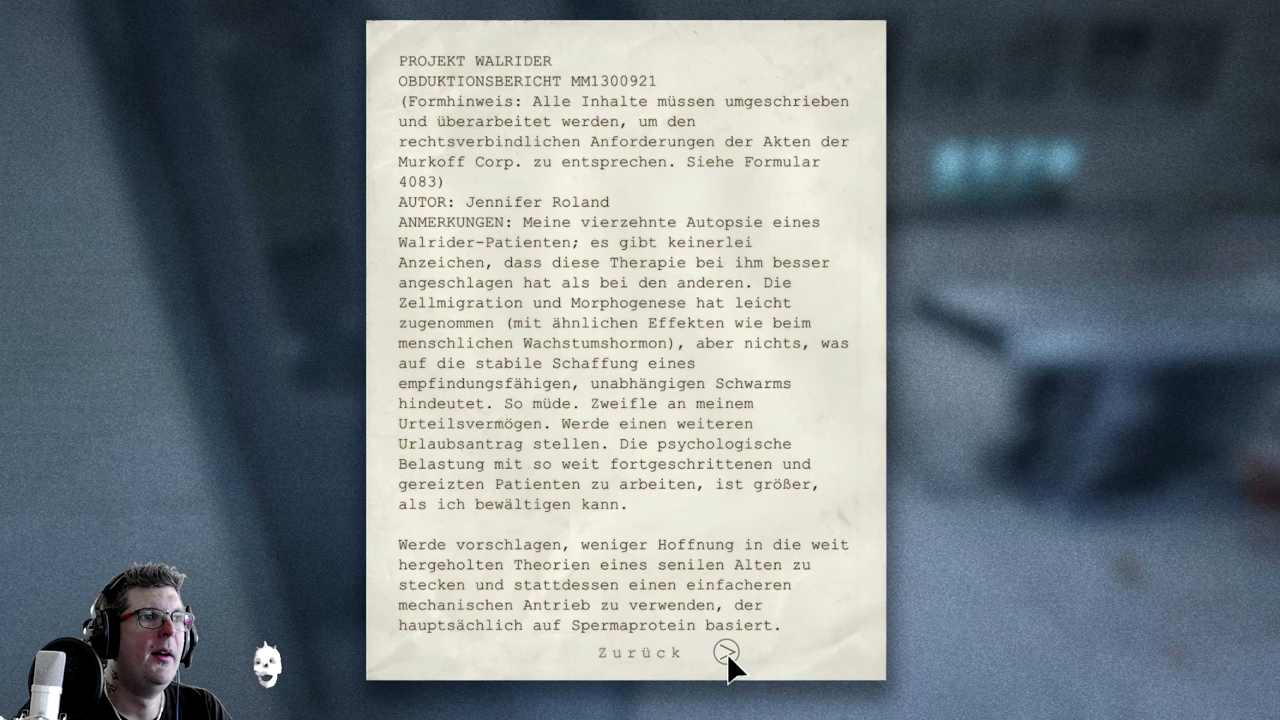 PROJEKT WALRIDER
OBDUKTIONSBERICHT MM1300921
(Formhinweis: Alle Inhalte müssen umgeschrieben
und überarbeitet werden, um den
rechtsverbindlichen Anforderungen der Akten der
Murkoff Corp. zu entsprechen. Siehe Formular
4083)
AUTOR: Jennifer Roland
ANMERKUNGEN: Meine vierzehnte Autopsie eines
Walrider-Patienten; es gibt keinerlei
Anzeichen, dass diese Therapie bei ihm besser
angeschlagen hat als bei den anderen. Die
Zellmigration und Morphogenese hat leicht
zugenommen (mit ähnlichen Effekten wie beim
menschlichen Wachstumshormon), aber nichts, was
auf die stabile Schaffung eines
empfindungsfähigen, unabhängigen Schwarms
hindeutet. So müde. Zweifle an meinem
Urteilsvermögen. Werde einen weiteren
Urlaubsantrag stellen. Die psychologische
Belastung mit so weit fortgeschrittenen und
gereizten Patienten zu arbeiten, ist größer,
als ich bewältigen kann.
Werde vorschlagen, weniger Hoffnung in die weit
hergeholten Theorien eines senilen Alten zu
stecken und stattdessen einen einfacheren
mechanischen Antrieb zu verwenden, der
hauptsächlich auf Spermaprotein basiert.
Zurück >